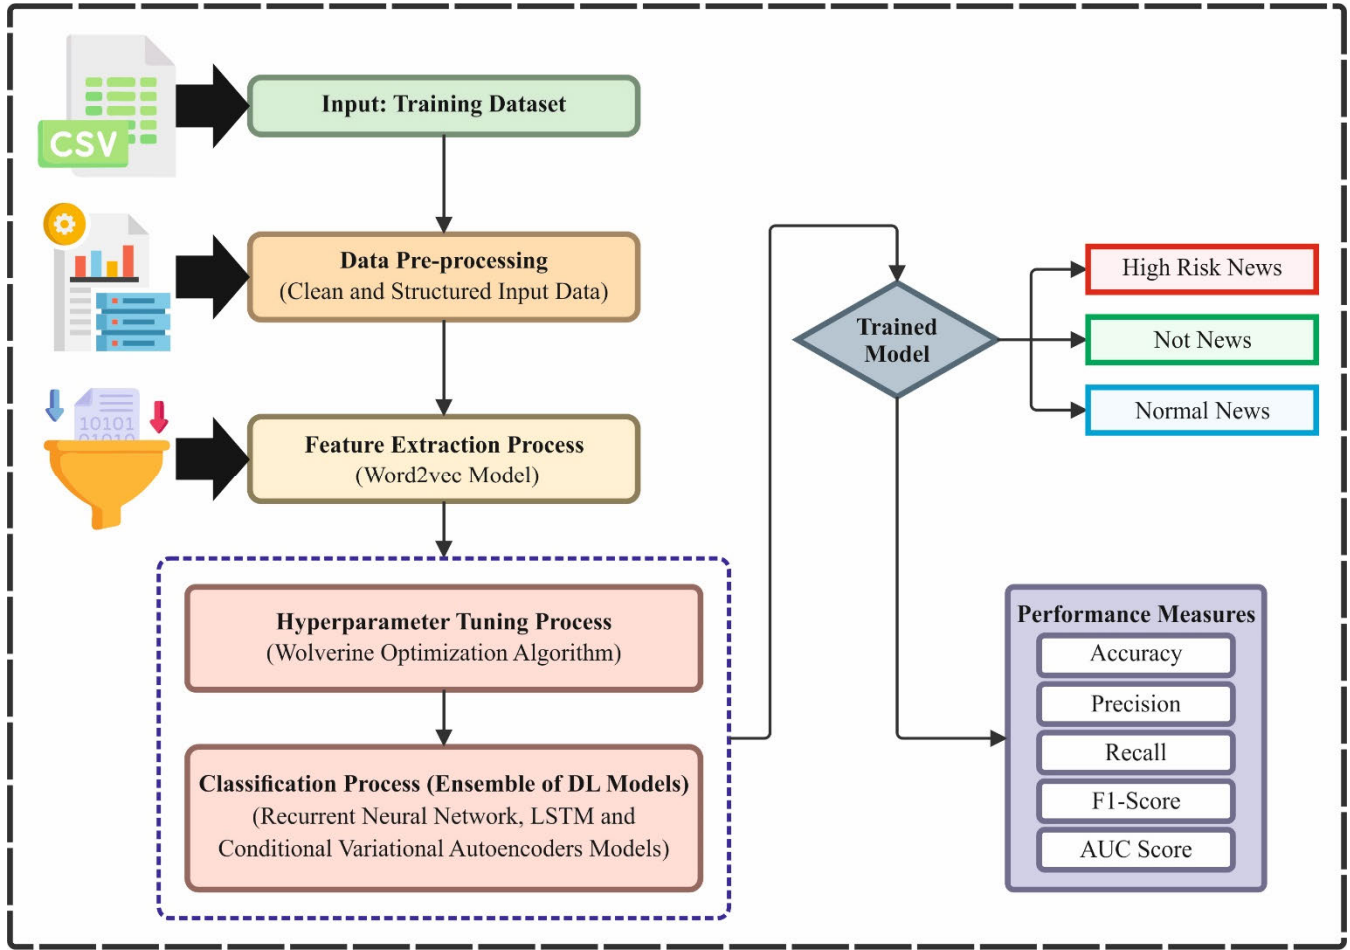 CSV
Input: Training Dataset
Data Pre-processing
(Clean and Structured Input Data)
10101
01010
Feature Extraction Process
(Word2vec Model)
Hyperparameter Tuning Process
(Wolverine Optimization Algorithm)
Classification Process (Ensemble of DL Models)
(Recurrent Neural Network, LSTM and
Conditional Variational Autoencoders Models)
Trained
Model
High Risk News
Not News
Normal News
Performance Measures
Accuracy
Precision
Recall
F1-Score
AUC Score